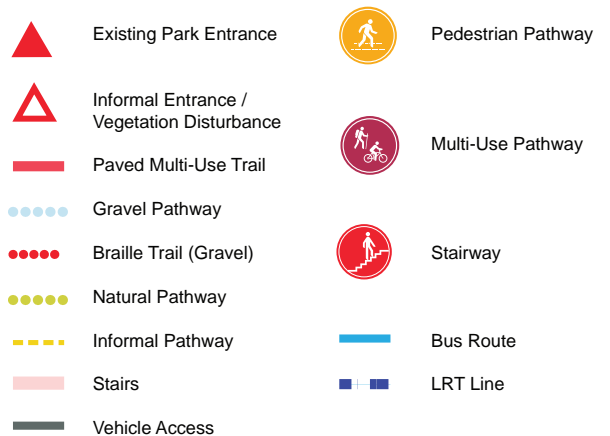 Existing Park Entrance
Informal Entrance /
Vegetation Disturbance
Paved Multi-Use Trail
Gravel Pathway
Braille Trail (Gravel)
Natural Pathway
Informal Pathway
Stairs
Vehicle Access
Pedestrian Pathway
Multi-Use Pathway
Stairway
Bus Route
LRT Line